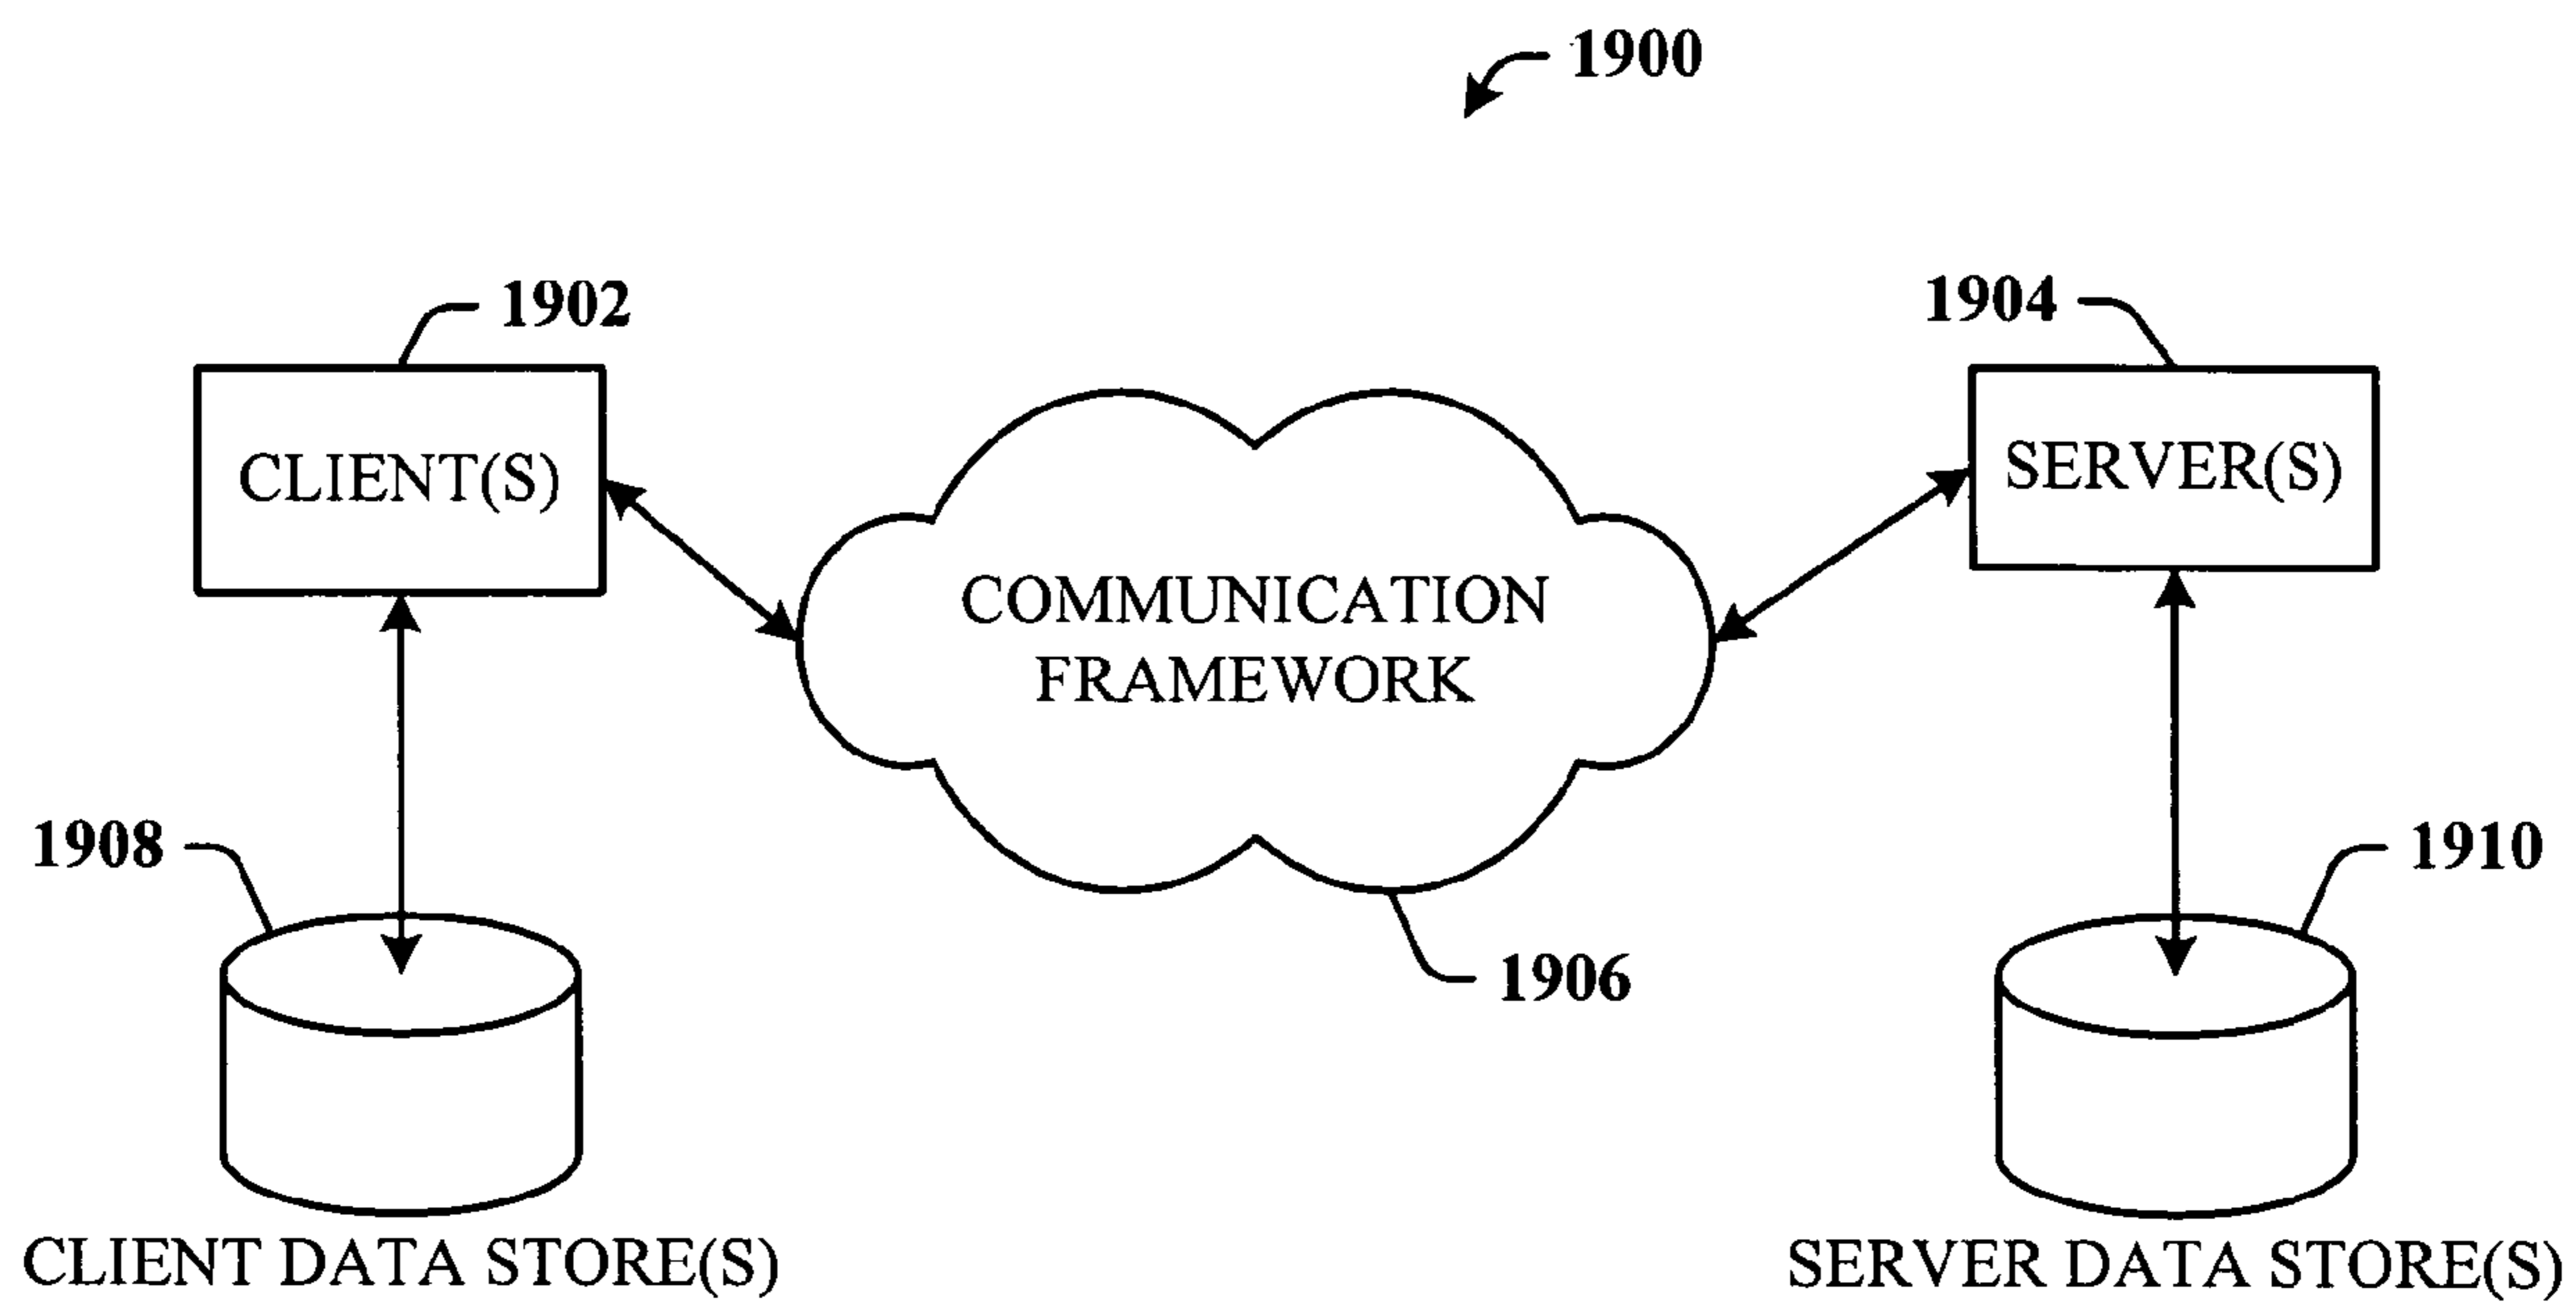 1900
1902
1904
CLIENT(S)
SERVER(S)
COMMUNICATION
FRAMEWORK
1908
1910
1906
CLIENT DATA STORE(S)
SERVER DATA STORE(S)